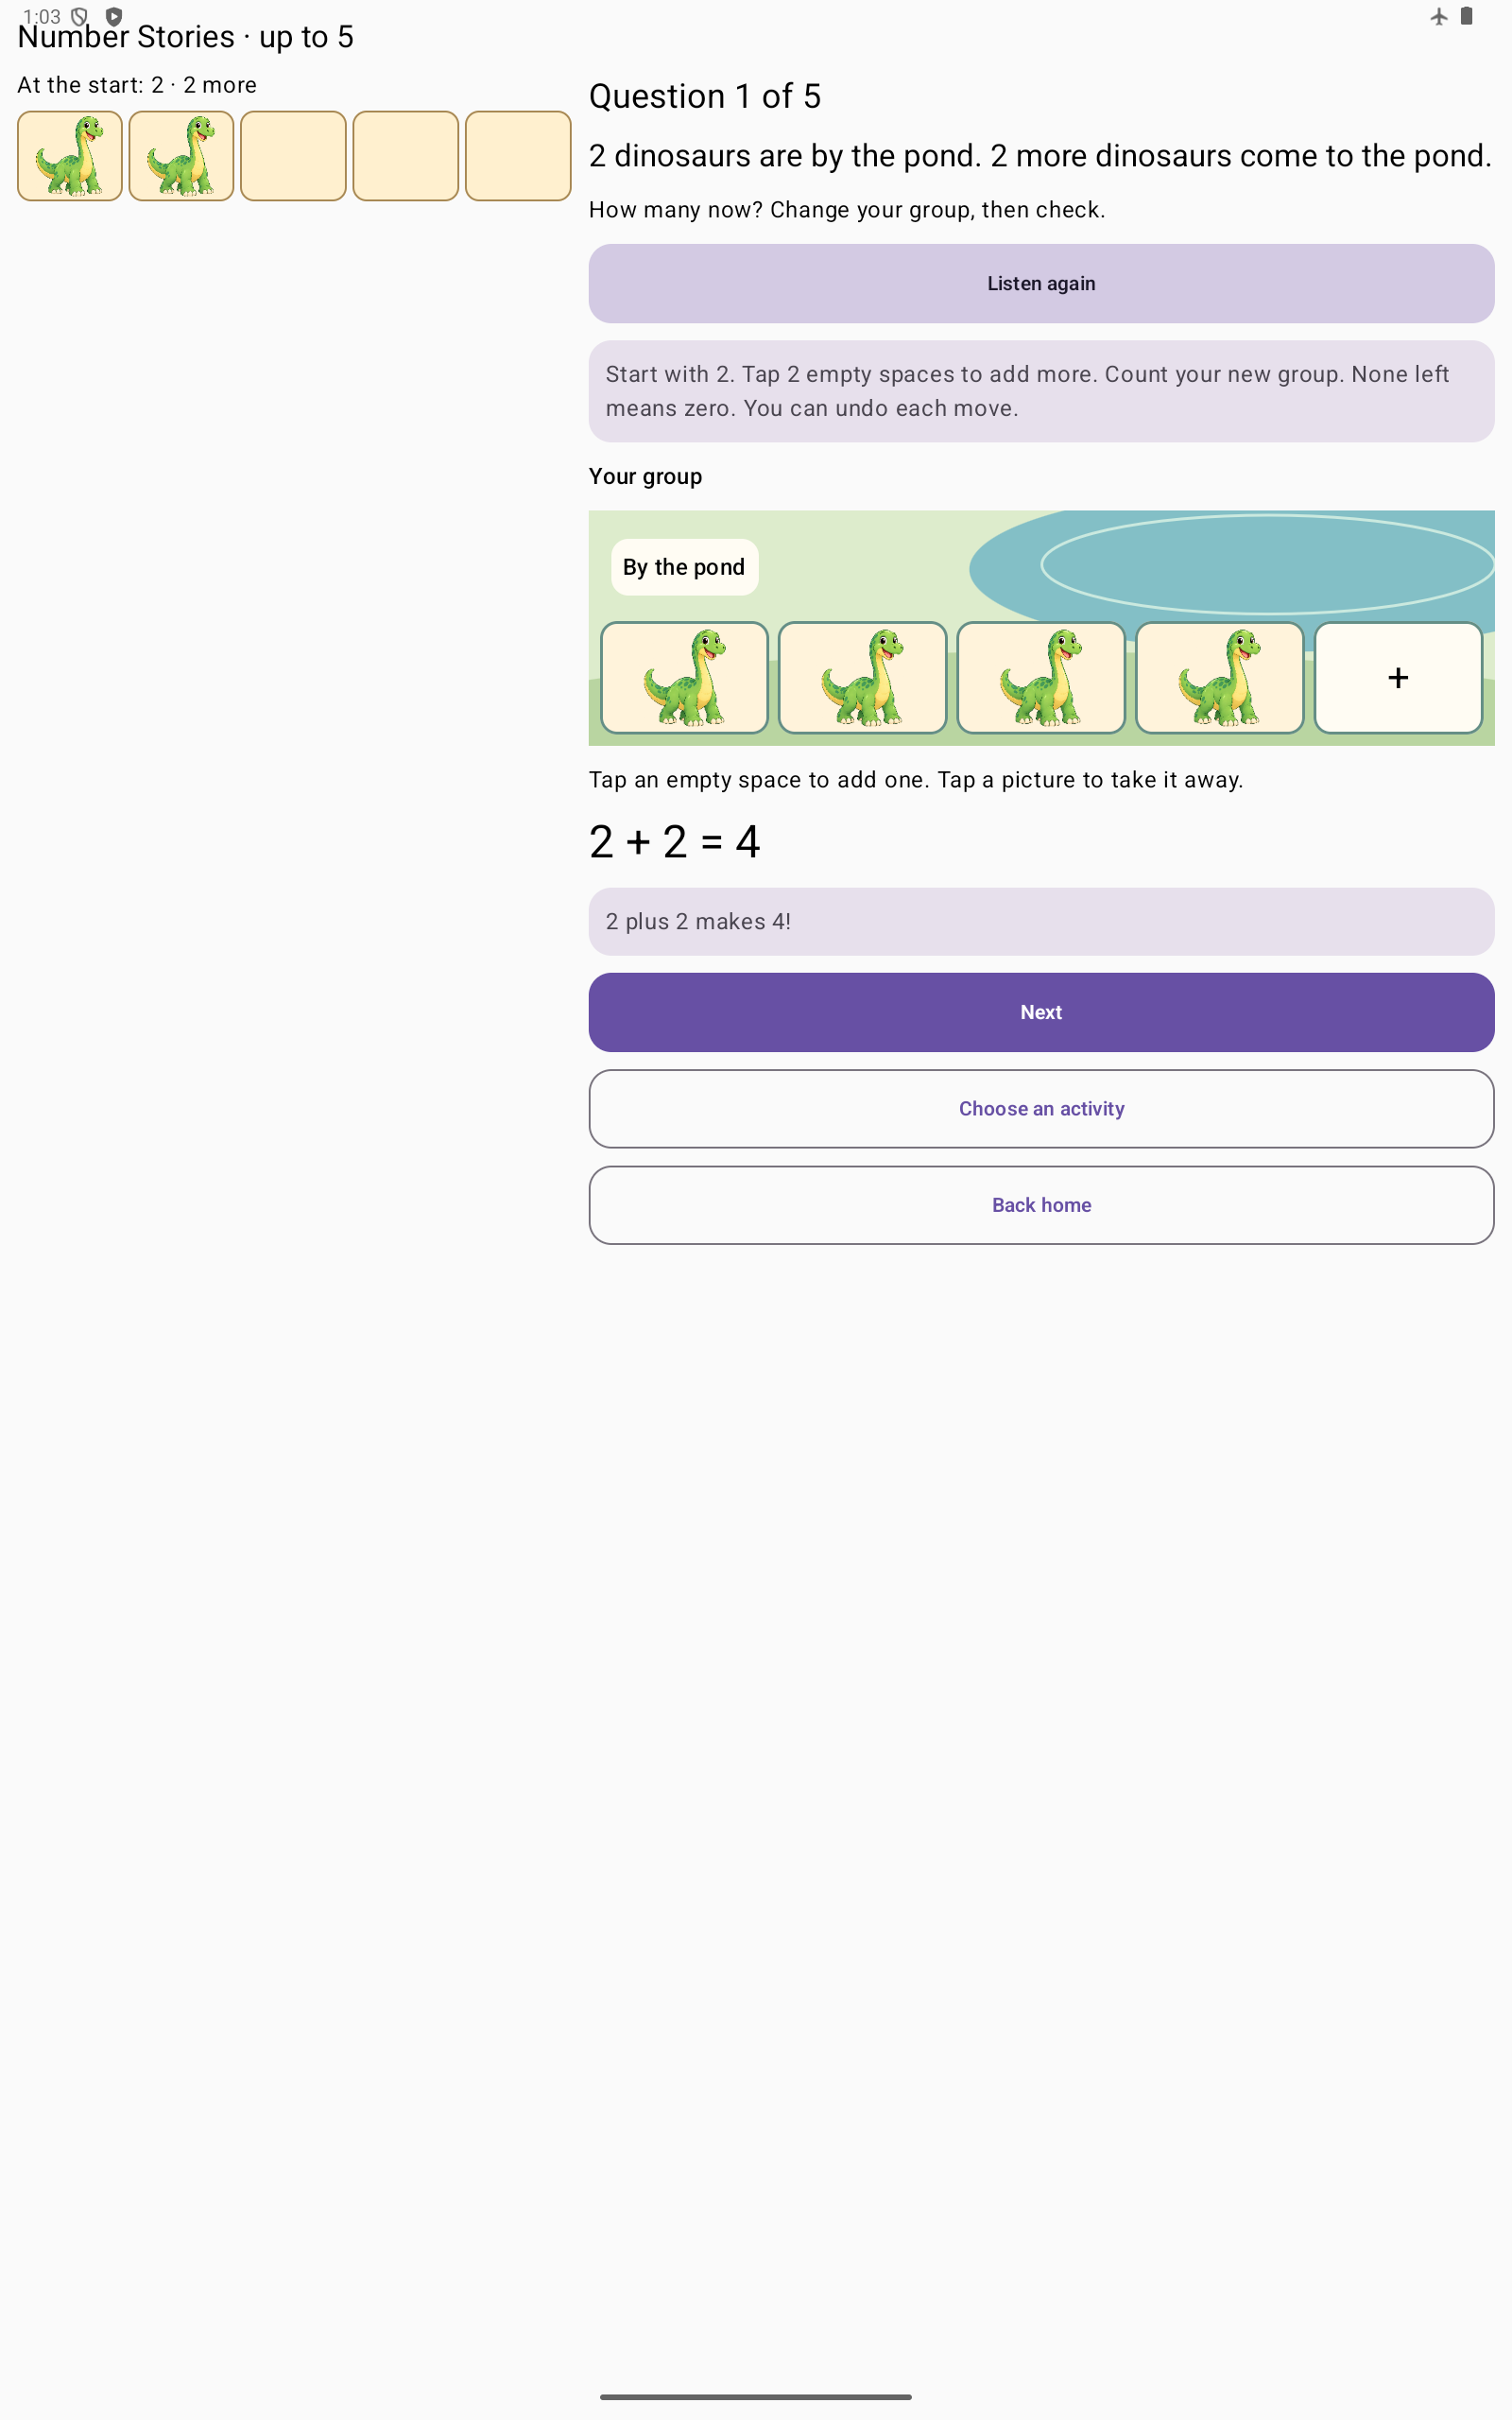 1:03
Number Stories · up to 5
At the start: 2 · 2 more
Question 1 of 5
2 dinosaurs are by the pond. 2 more dinosaurs come to the pond.
How many now? Change your group, then check.
Listen again
Start with 2. Tap 2 empty spaces to add more. Count your new group. None left
means zero. You can undo each move.
Your group
By the pond
+
Tap an empty space to add one. Tap a picture to take it away.
2 + 2 = 4
2 plus 2 makes 4!
Next
Choose an activity
Back home